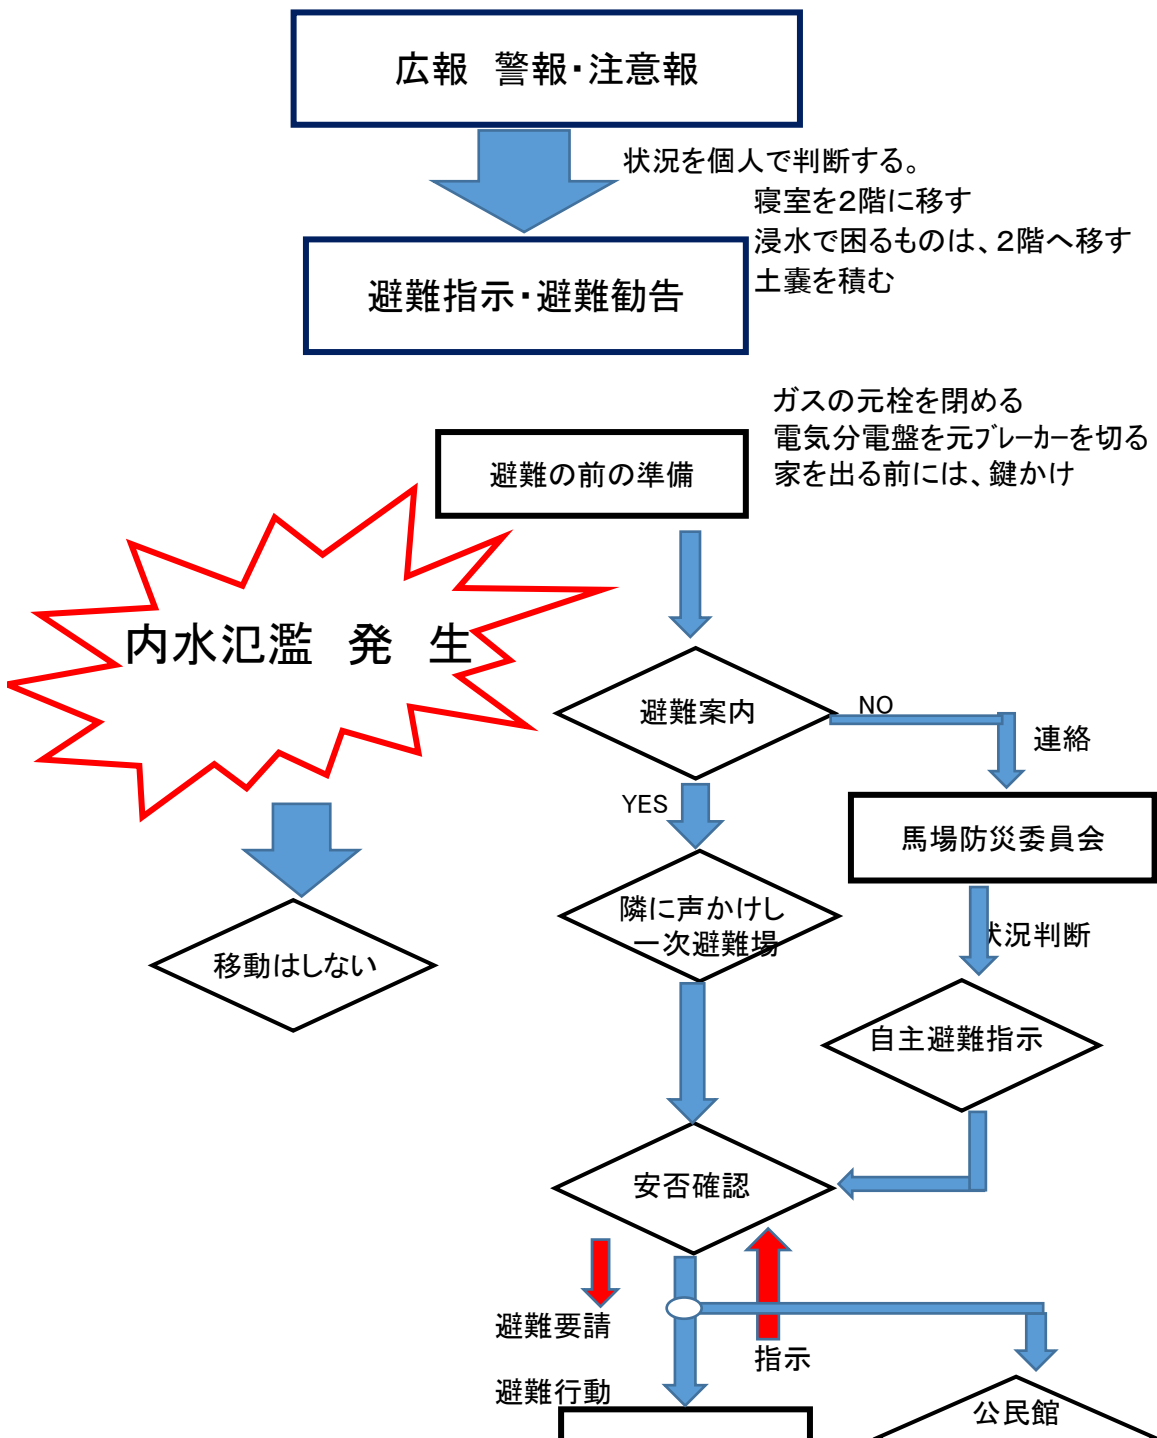 広報　警報・注意報
状況を個人で判断する。
寝室を2階に移す
浸水で困るものは、2階へ移す
土嚢を積む
避難指示・避難勧告
ガスの元栓を閉める
電気分電盤を元ブレーカーを切る
家を出る前には、鍵かけ
避難の前の準備
内水氾濫　発　生
避難案内
NO
連絡
YES
馬場防災委員会
隣に声かけし
一次避難場
状況判断
移動はしない
自主避難指示
安否確認
避難要請
指示
避難行動
公民館